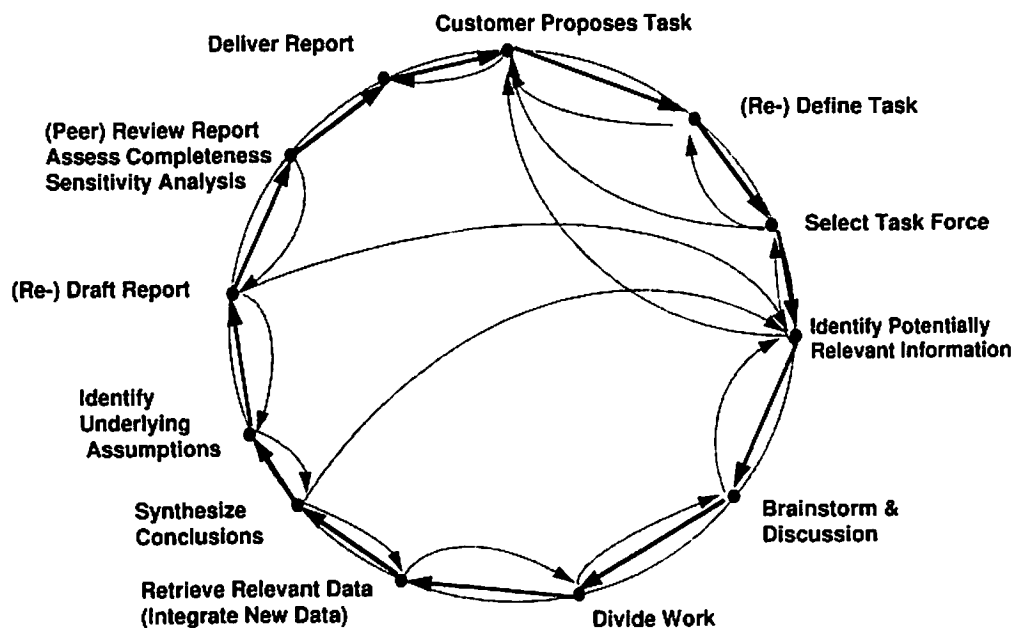 Customer Proposes Task
Deliver Report
(Re-) Define Task
(Peer) Review Report
Assess Completeness
Sensitivity Analysis
Select Task Force
(Re-) Draft Report
Identify Potentially
Relevant Information
Identify
Underlying
Assumptions
Brainstorm &
Discussion
Synthesize
Conclusions
Retrieve Relevant Data
(Integrate New Data)
Divide Work